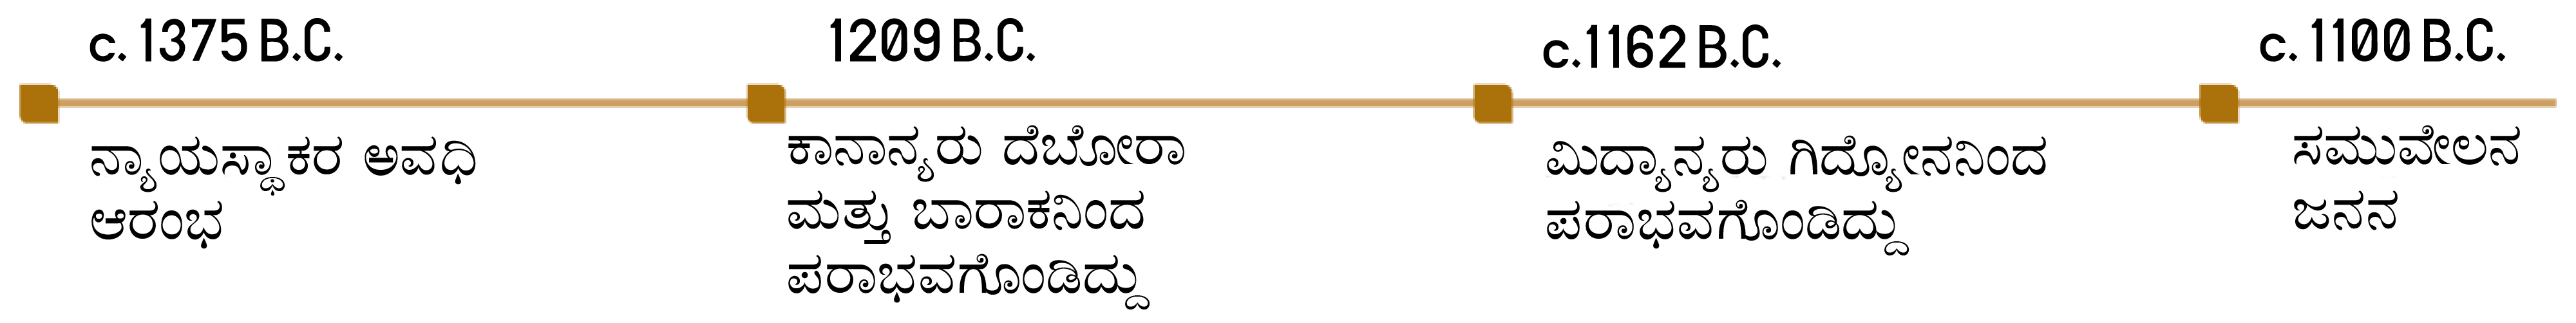 c. 1375 B.C.
ನ್ಯಾಯಸ್ಥಾಕರ ಅವಧಿ
ಆರಂಭ
1209 B.C.
ಕಾನಾನ್ಯರು ದೆಬೋರಾ
ಮತ್ತು ಬಾರಾಕನಿಂದ
ಪರಾಭವಗೊಂಡಿದ್ದು
c.1162 B.C.
ಮಿದ್ಯಾನ್ಯರು ಗಿದ್ಯೋನನಿಂದ
ಪರಾಭವಗೊಂಡಿದ್ದು
c. 1100 B.C.
ಸಮುವೇಲನ
ಜನನ